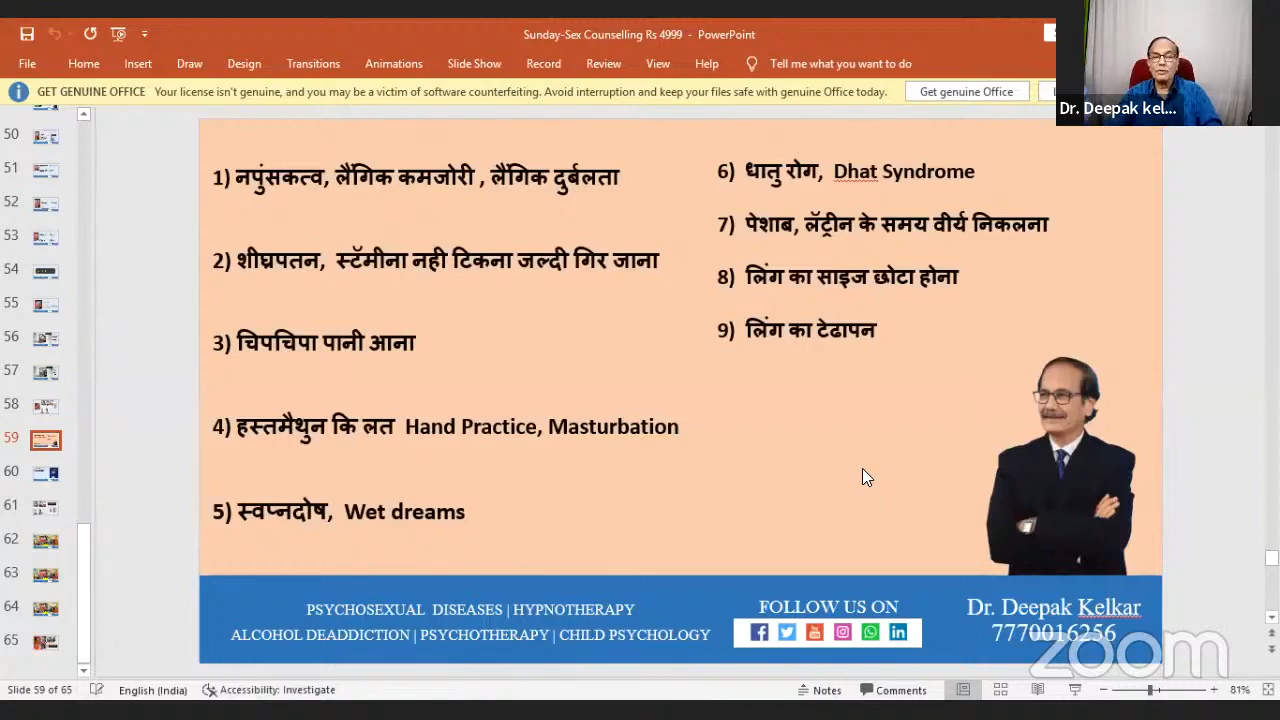 Sunday-Sex Counselling Rs 4999 - PowerPoint
File Home Insert Draw Design Transitions Animations Slide Show Record Review View Help Tell me what you want to do
GET GENUINE OFFICE Your license isn't genuine, and you may be a victim of software counterfeiting. Avoid interruption and keep your files safe with genuine Office today. Get genuine Office
Dr. Deepak kel...
50
51
52
53
54
55
56
57
58
59
60
61
62
63
64
65
1) नपुंसकत्व, लैंगिक कमजोरी , लैंगिक दुर्बलता
2) शीघ्रपतन, स्टॅमीना नही टिकना जल्दी गिर जाना
3) चिपचिपा पानी आना
4) हस्तमैथुन कि लत Hand Practice, Masturbation
5) स्वप्नदोष, Wet dreams
6) धातु रोग, Dhat Syndrome
7) पेशाब, लॅट्रीन के समय वीर्य निकलना
8) लिंग का साइज छोटा होना
9) लिंग का टेढापन
PSYCHOSEXUAL DISEASES | HYPNOTHERAPY
ALCOHOL DEADDICTION | PSYCHOTHERAPY | CHILD PSYCHOLOGY
FOLLOW US ON
Dr. Deepak Kelkar
7770016256
zoom
Slide 59 of 65 English (India) Accessibility: Investigate Notes Comments 81%